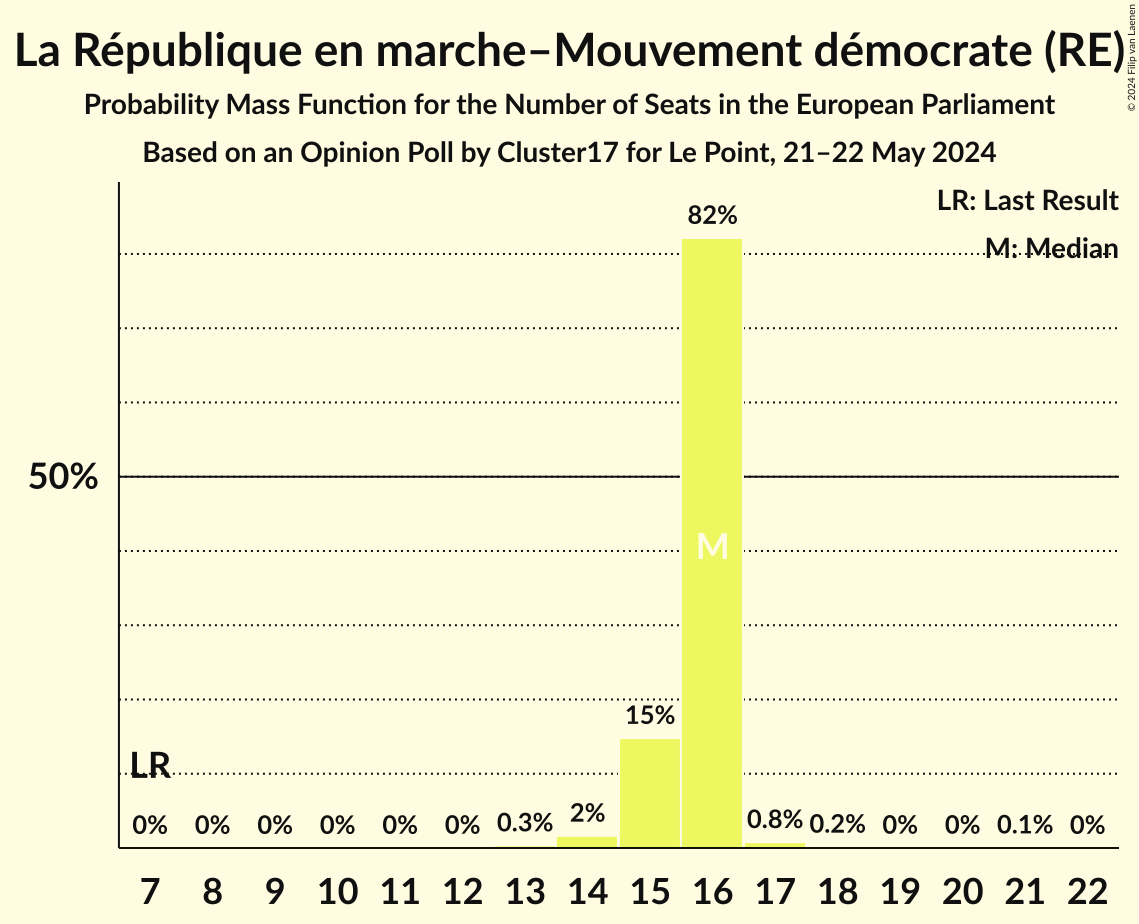 La République en marche–Mouvement démocrate (RE)
© 2024 Filip van Laenen
Probability Mass Function for the Number of Seats in the European Parliament
Based on an Opinion Poll by Cluster17 for Le Point, 21–22 May 2024
LR: Last Result
M: Median
82%
50%
M
15%
LR
0% 0% 0% 0% 0% 0% 0.3% 2% 0.8% 0.2% 0% 0% 0.1% 0%
7 8 9 10 11 12 13 14 15 16 17 18 19 20 21 22